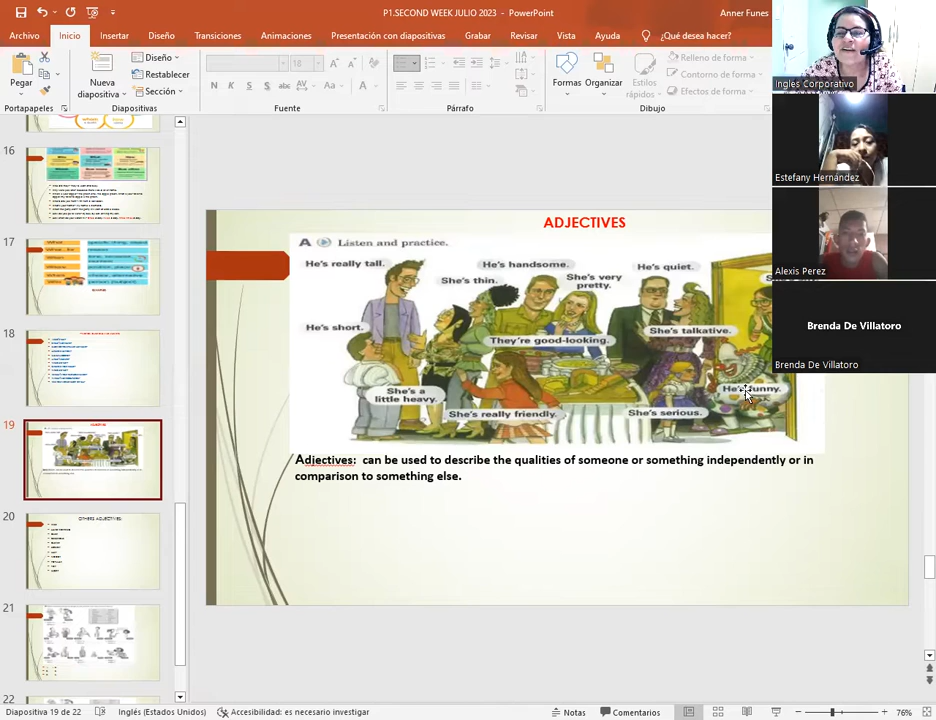 P1.SECOND WEEK JULIO 2023 - PowerPoint
Anner Funes
Archivo Inicio Insertar Diseño Transiciones Animaciones Presentación con diapositivas Grabar Revisar Vista Ayuda ¿Qué desea hacer?
Pegar
Nueva
diapositiva
Diseño
Restablecer
Sección
18
N K S S ab AV Aa A
Organizar
Formas
Estilos
rápidos
Relleno de forma
Contorno de forma
Efectos de forma
Portapapeles Diapositivas Fuente Párrafo Dibujo
Ingles Corporativo
Estefany Hernández
Alexis Perez
Brenda De Villatoro
Brenda De Villatoro
16
17
18
19
20
OTHERS ADJECTIVES:
21
22
ADJECTIVES
A Listen and practice.
He's really tall.
She's thin.
He's handsome.
She's very
pretty.
He's quiet.
He's short.
They're good-looking.
She's talkative.
She's a
little heavy.
She's really friendly.
She's serious.
He's funny.
Adjectives: can be used to describe the qualities of someone or something independently or in
comparison to something else.
Diapositiva 19 de 22 Inglés (Estados Unidos) Accesibilidad: es necesario investigar Notas Comentarios 76%